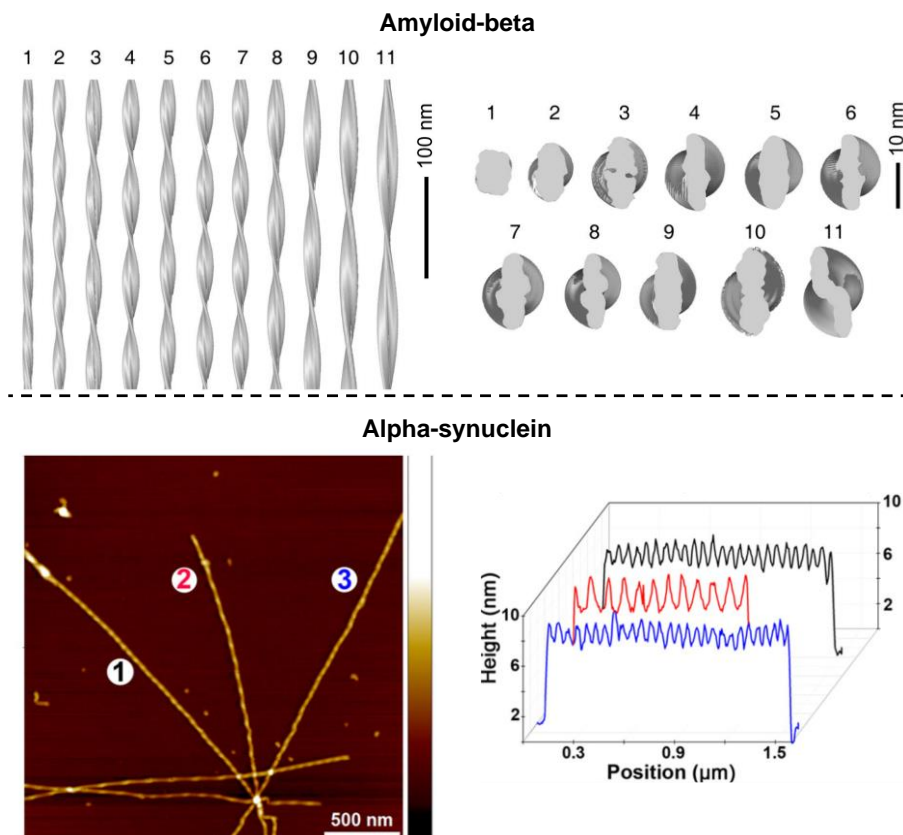 Amyloid-beta
1 2 3 4 5 6 7 8 9 10 11
100 nm
1 2 3 4 5 6
10 nm
7 8 9 10 11
Alpha-synuclein
1
2
3
500 nm
10
6
2
Height (nm)
10
6
2
0.3 0.9 1.5
Position (µm)